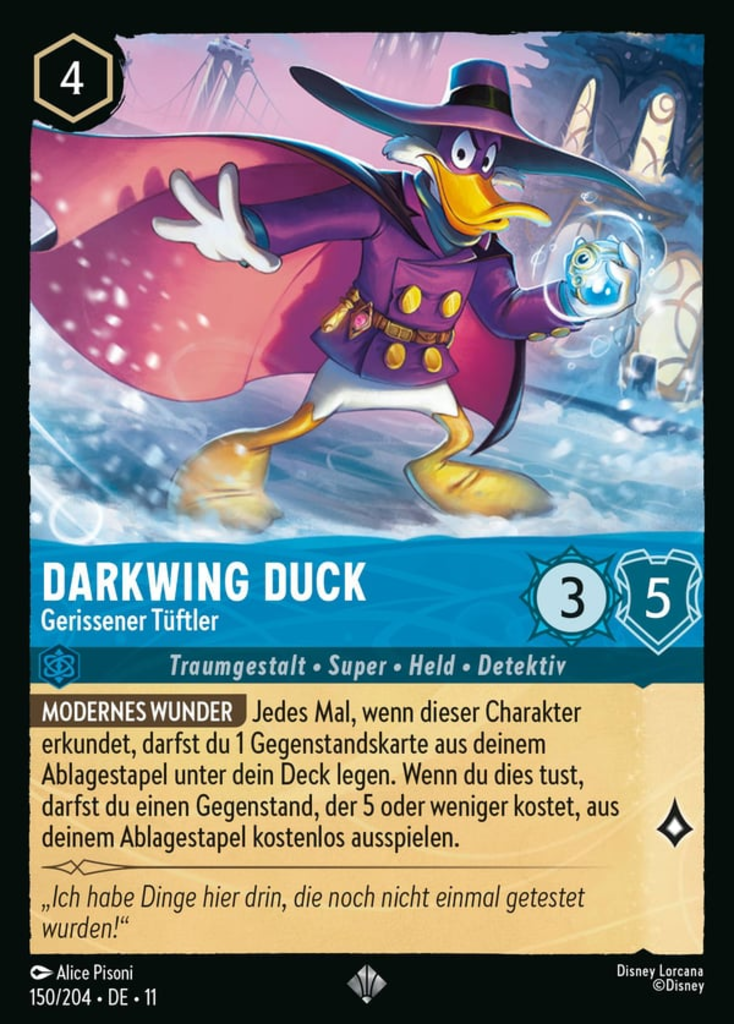 4
DARKWING DUCK
Gerissener Tüftler
3
5
Traumgestalt • Super • Held • Detektiv
MODERNES WUNDER Jedes Mal, wenn dieser Charakter
erkundet, darfst du 1 Gegenstandskarte aus deinem
Ablagestapel unter dein Deck legen. Wenn du dies tust,
darfst du einen Gegenstand, der 5 oder weniger kostet, aus
deinem Ablagestapel kostenlos ausspielen.
„Ich habe Dinge hier drin, die noch nicht einmal getestet
wurden!“
Alice Pisoni
150/204 • DE • 11
Disney Lorcana
©Disney